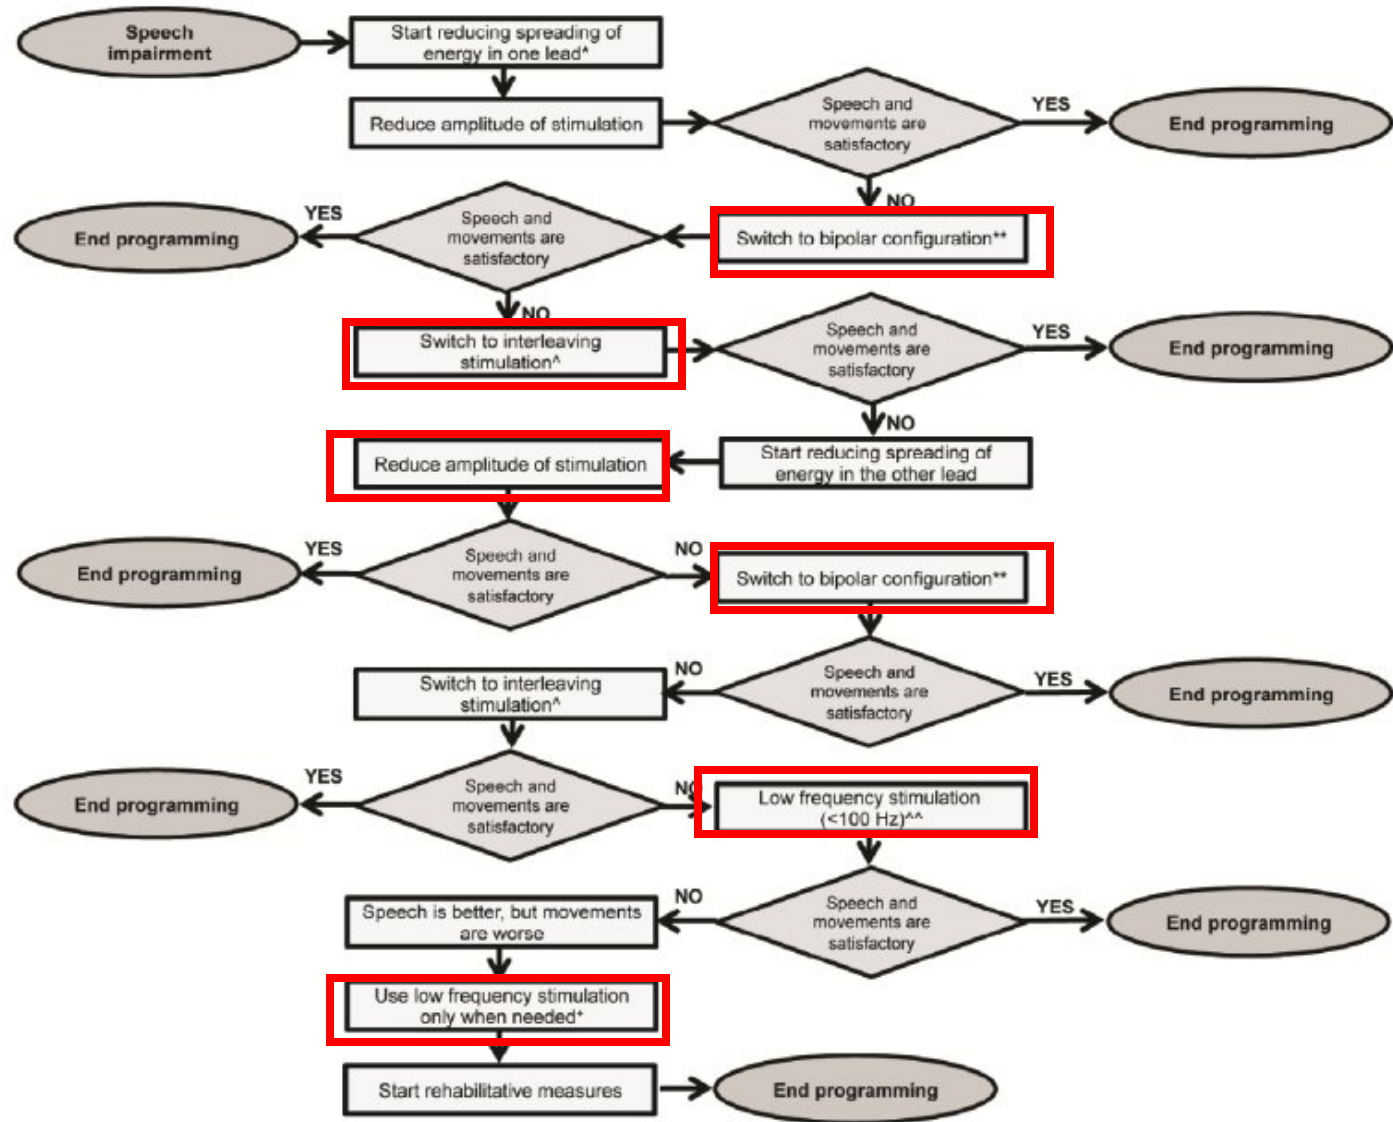 Speech
impairment
Start reducing spreading of
energy in one lead*
Reduce amplitude of stimulation
Speech and
movements are
satisfactory
YES
End programming
NO
Switch to bipolar configuration**
Speech and
movements are
satisfactory
YES
End programming
NO
Switch to interleaving
stimulation^
Speech and
movements are
satisfactory
YES
End programming
NO
Start reducing spreading of
energy in the other lead
Reduce amplitude of stimulation
Speech and
movements are
satisfactory
YES
End programming
NO
Switch to bipolar configuration**
Speech and
movements are
satisfactory
YES
End programming
NO
Switch to interleaving
stimulation^
Speech and
movements are
satisfactory
YES
End programming
NO
Low frequency stimulation
(<100 Hz)^^
Speech and
movements are
satisfactory
YES
End programming
NO
Speech is better, but movements
are worse
Use low frequency stimulation
only when needed+
Start rehabilitative measures
End programming